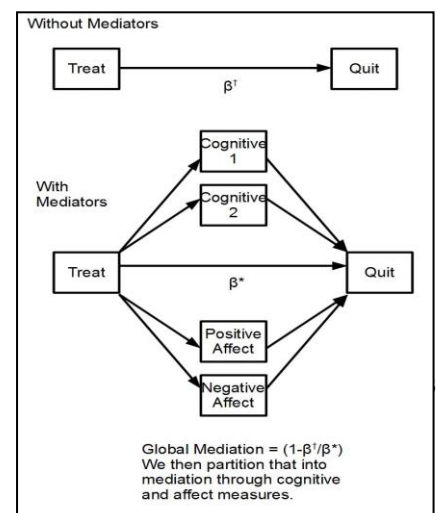 Without Mediators
Treat
Quit
β†
Cognitive
1
With
Mediators
Cognitive
2
Treat
Quit
β*
Positive
Affect
Negative
Affect
Global Mediation = (1-β†/β*)
We then partition that into
mediation through cognitive
and affect measures.